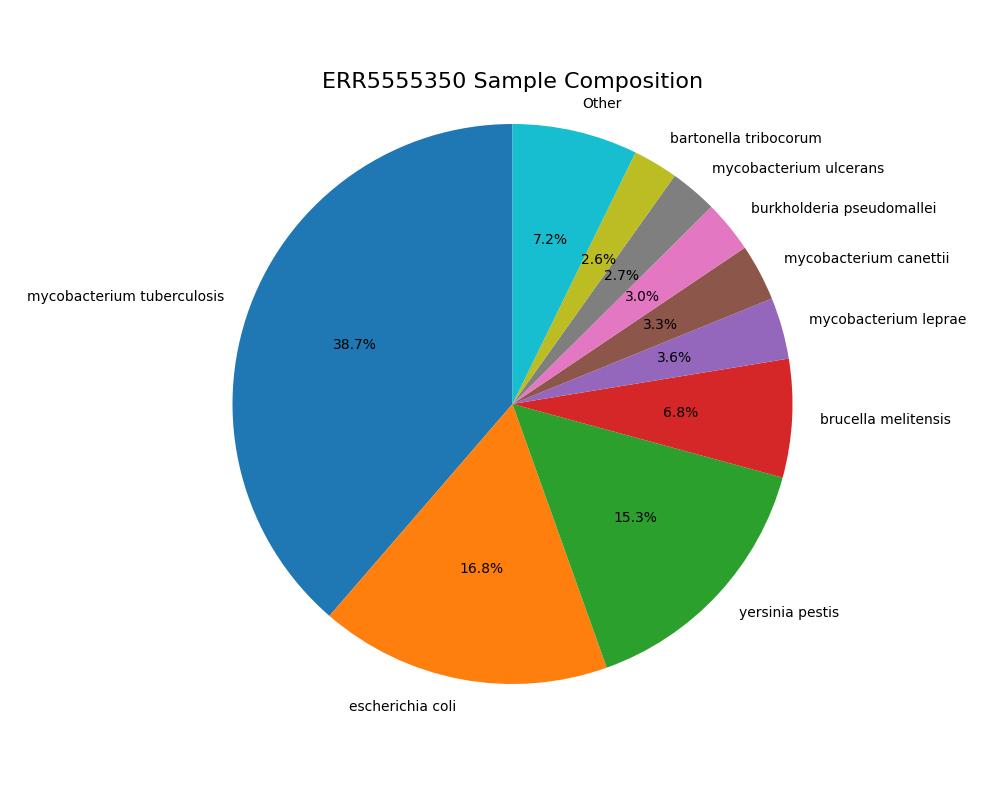 ERR5555350 Sample Composition
Other
bartonella tribocorum
mycobacterium ulcerans
burkholderia pseudomallei
mycobacterium canettii
mycobacterium leprae
brucella melitensis
yersinia pestis
escherichia coli
mycobacterium tuberculosis
7.2%
2.6%
2.7%
3.0%
3.3%
3.6%
6.8%
15.3%
16.8%
38.7%